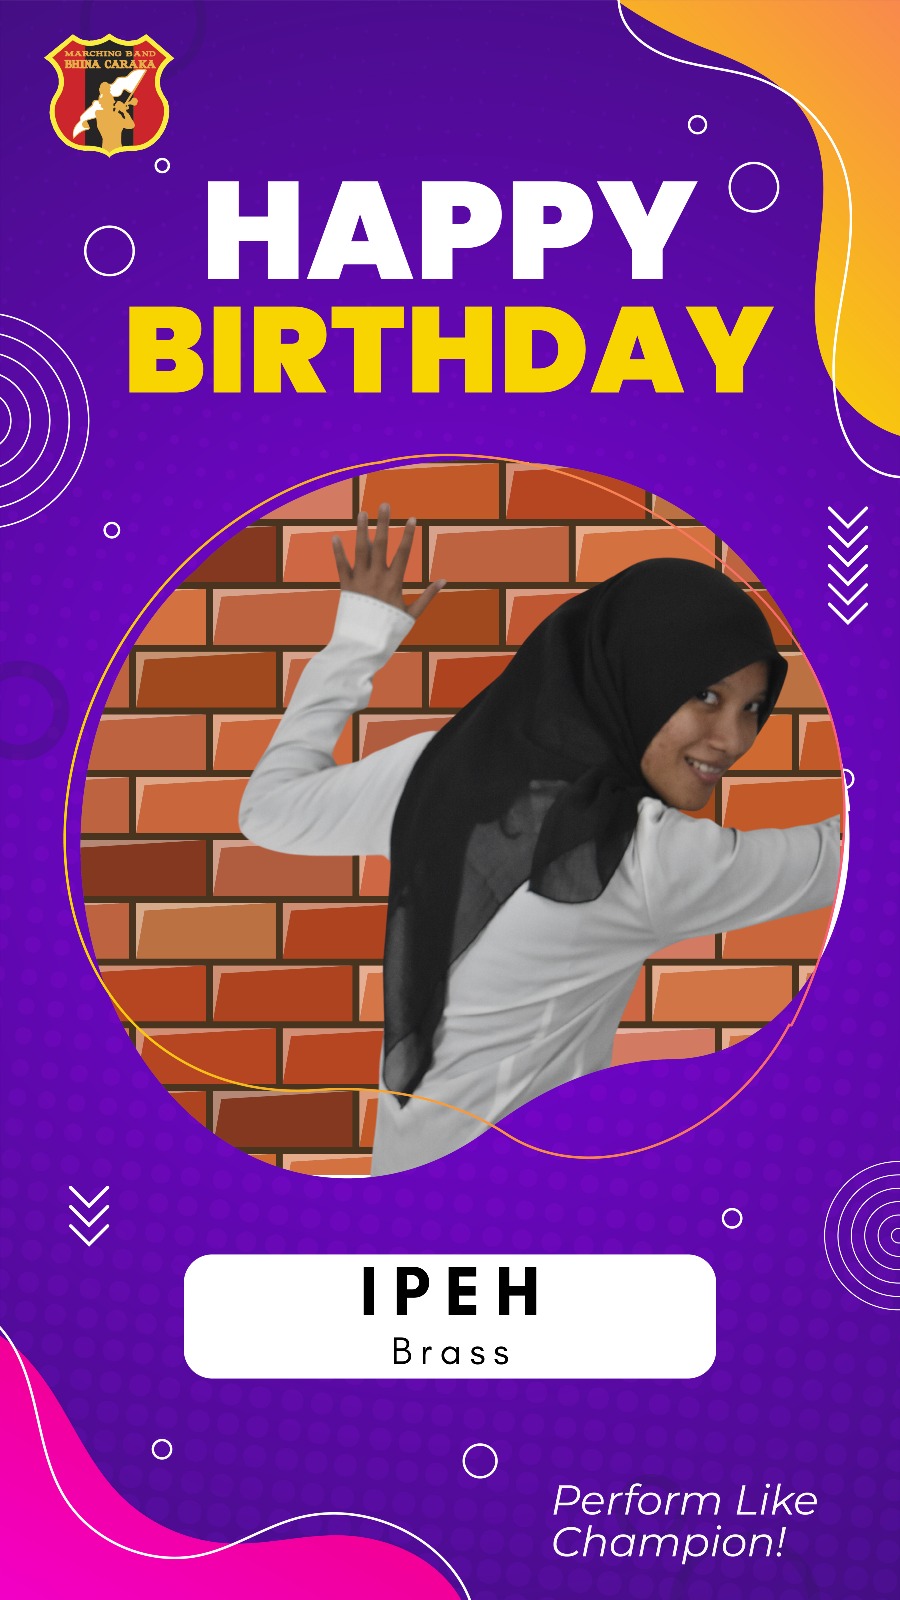 MARCHING BAND
BHINA CARAKA
HAPPY
BIRTHDAY
IPEH
Brass
Perform Like
Champion!